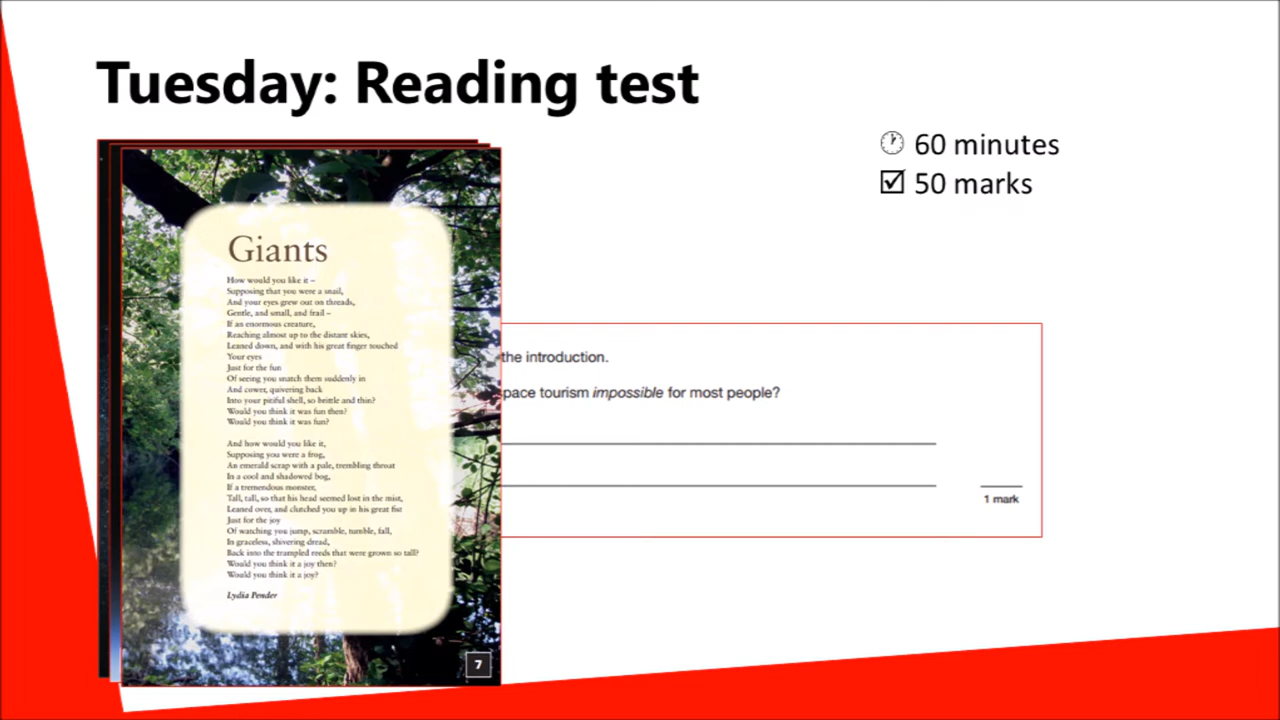 Tuesday: Reading test
60 minutes
50 marks
Giants
How would you like it –
Supposing that you were a snail,
And your eyes grew out on threads,
Gentle, and small, and frail –
If an enormous creature,
Reaching almost up to the distant skies,
Leaned down, and with his great finger touched
Your eyes
Just for the fun
Of seeing you snatch them suddenly in
And cower, quivering back
Into your pitiful shell, so brittle and thin?
Would you think it was fun then?
Would you think it was fun?
And how would you like it,
Supposing you were a frog,
An emerald scrap with a pale, trembling throat
In a cool and shadowed bog,
If a tremendous monster,
Tall, tall, so that his head seemed lost in the mist,
Leaned over, and clutched you up in his great fist
Just for the joy
Of watching you jump, scramble, tumble, fall,
In graceless, shivering dread,
Back into the trampled reeds that were grown so tall?
Would you think it a joy then?
Would you think it a joy?
Lydia Pender
7
the introduction.
pace tourism impossible for most people?
1 mark